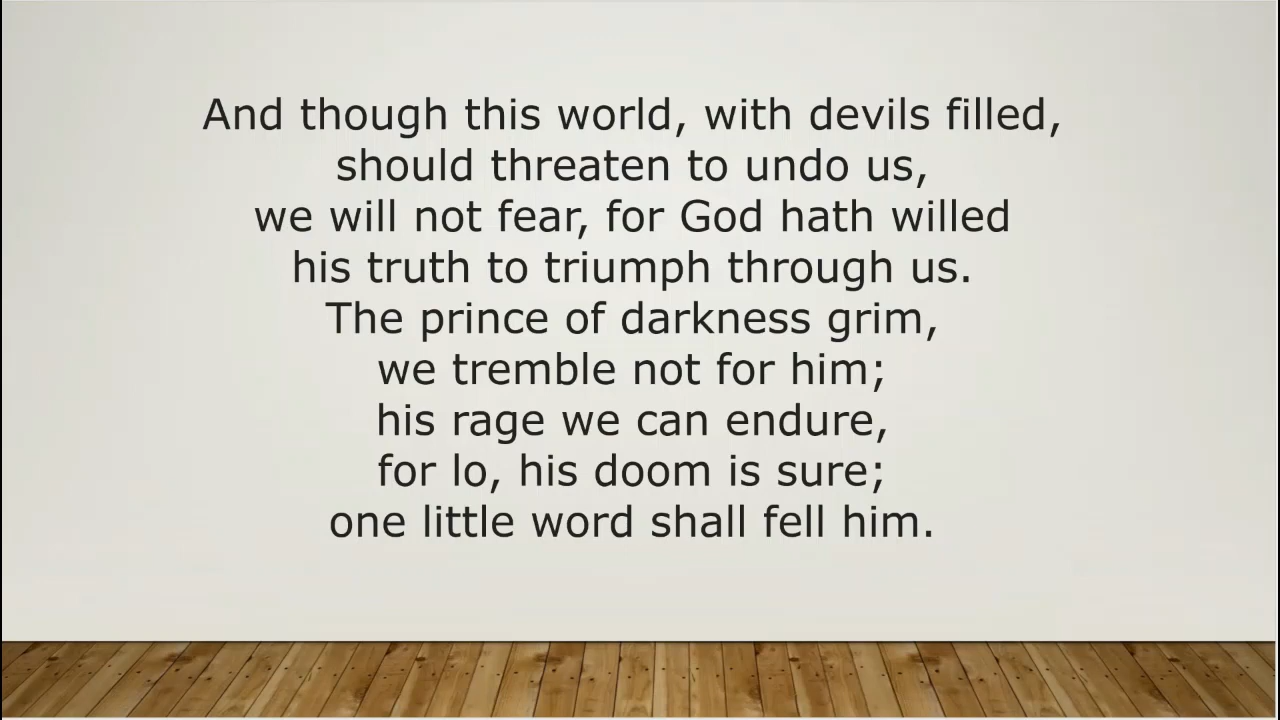 And though this world, with devils filled,
should threaten to undo us,
we will not fear, for God hath willed
his truth to triumph through us.
The prince of darkness grim,
we tremble not for him;
his rage we can endure,
for lo, his doom is sure;
one little word shall fell him.